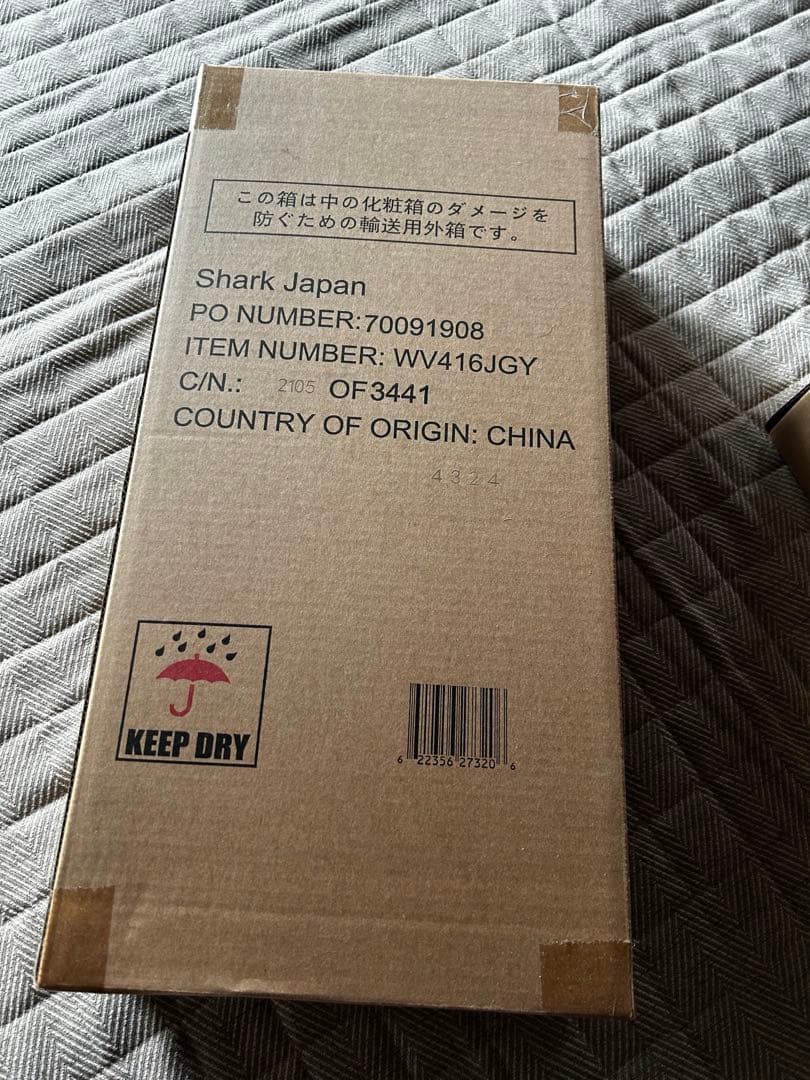 この箱は中の化粧箱のダメージを
防ぐための輸送用外箱です。
Shark Japan
PO NUMBER:70091908
ITEM NUMBER: WV416JGY
C/N.: 2105 OF3441
COUNTRY OF ORIGIN: CHINA
4324
KEEP DRY
6 22356 27320 6